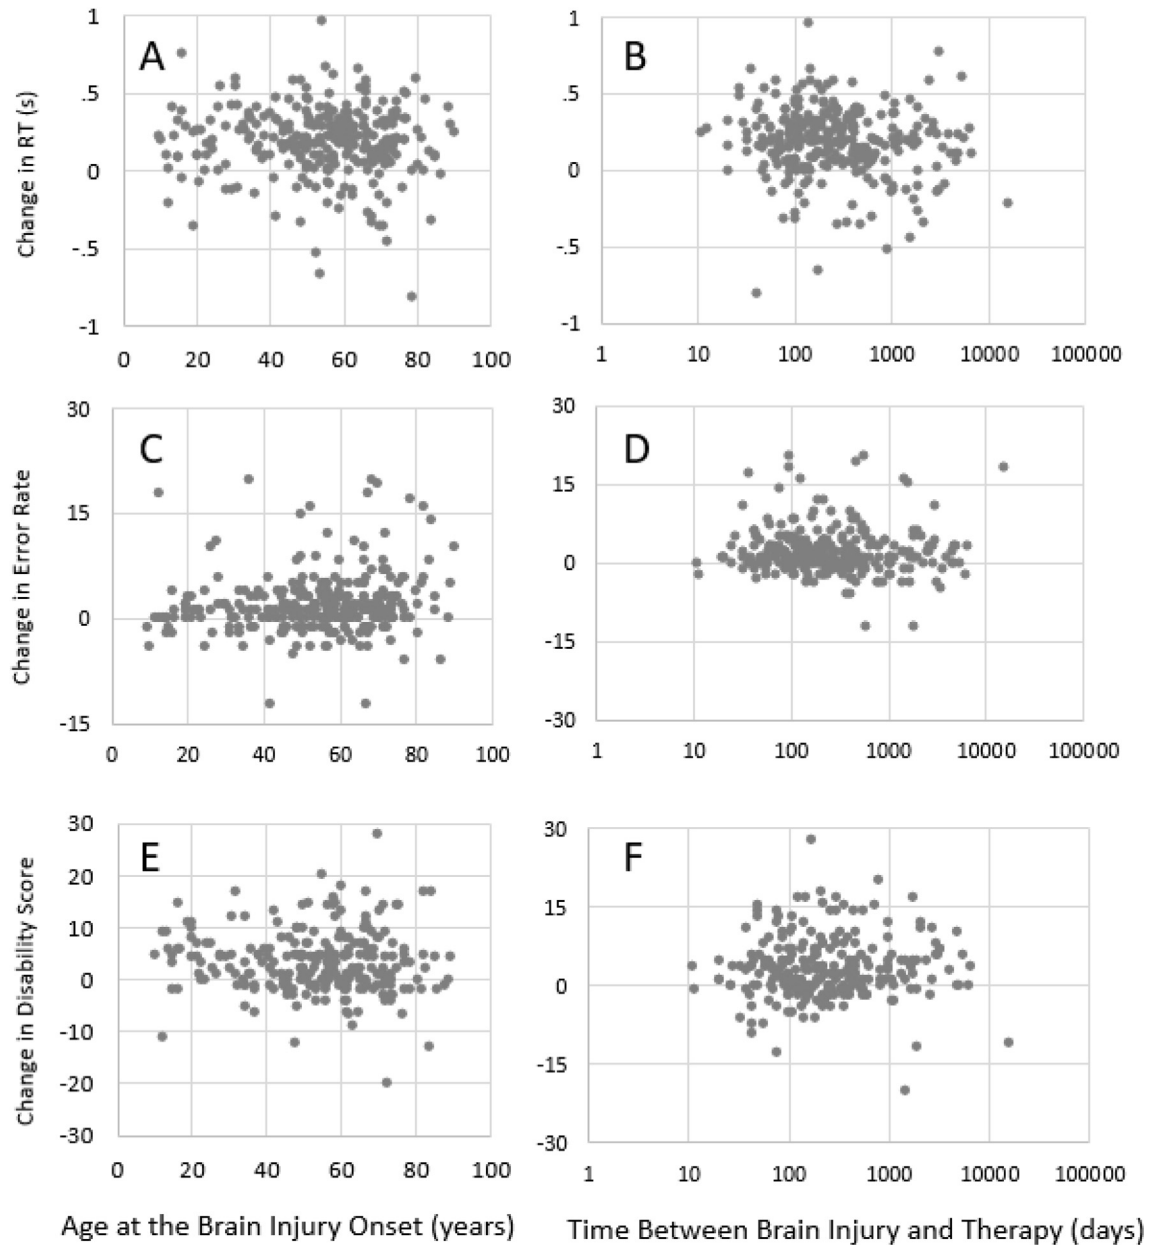 1
.5
0
-.5
-1
Change in RT (s)
A
0 20 40 60 80 100
1
.5
0
-.5
-1
B
1 10 100 1000 10000 100000
30
15
0
-15
Change in Error Rate
C
0 20 40 60 80 100
30
15
0
-15
-30
D
1 10 100 1000 10000 100000
30
20
10
0
-10
-20
-30
Change in Disability Score
E
0 20 40 60 80 100
Age at the Brain Injury Onset (years)
30
15
0
-15
-30
F
1 10 100 1000 10000 100000
Time Between Brain Injury and Therapy (days)